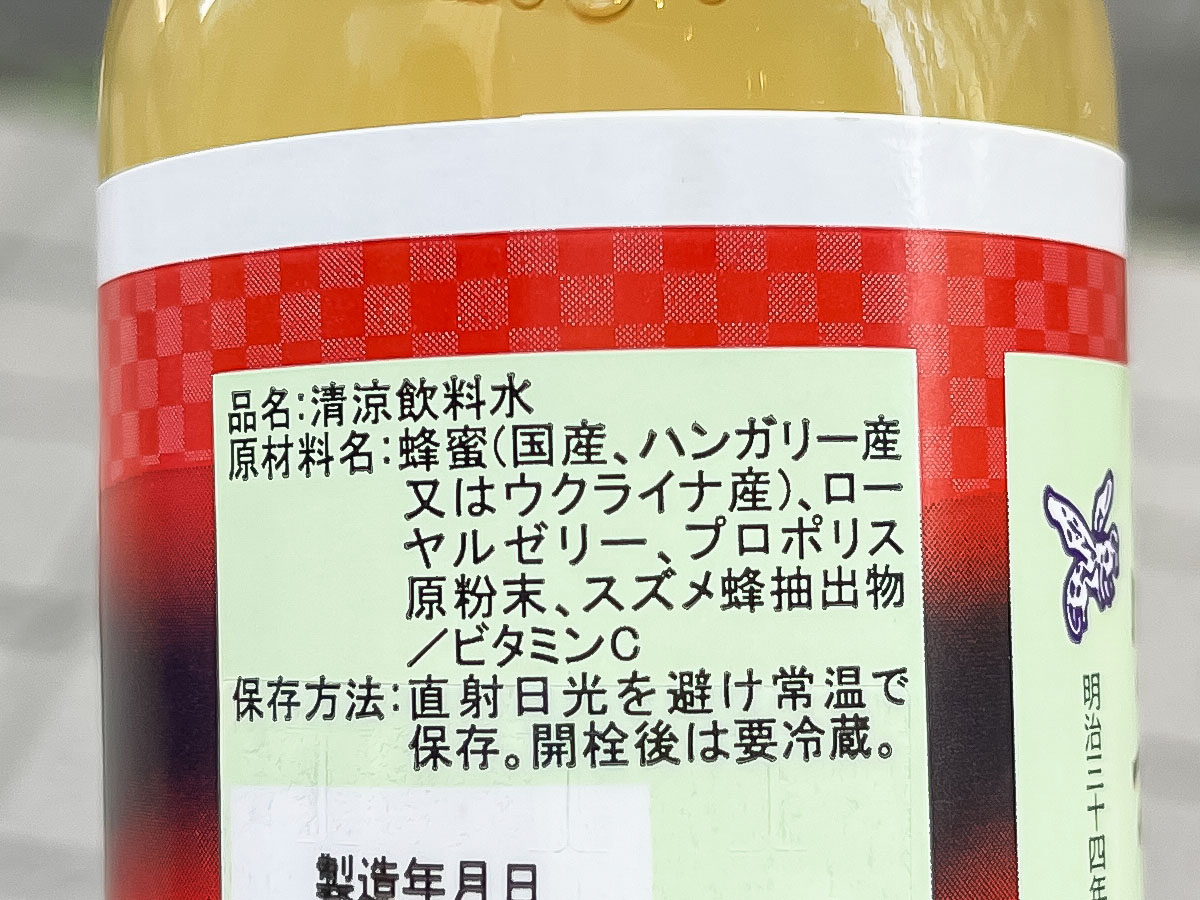 品名:清涼飲料水
原材料名:蜂蜜(国産、ハンガリー産
又はウクライナ産)、ロー
ヤルゼリー、プロポリス
原粉末、スズメ蜂抽出物
／ビタミンC
保存方法:直射日光を避け常温で
保存。開栓後は要冷蔵。
製造年月日
明治三十四年